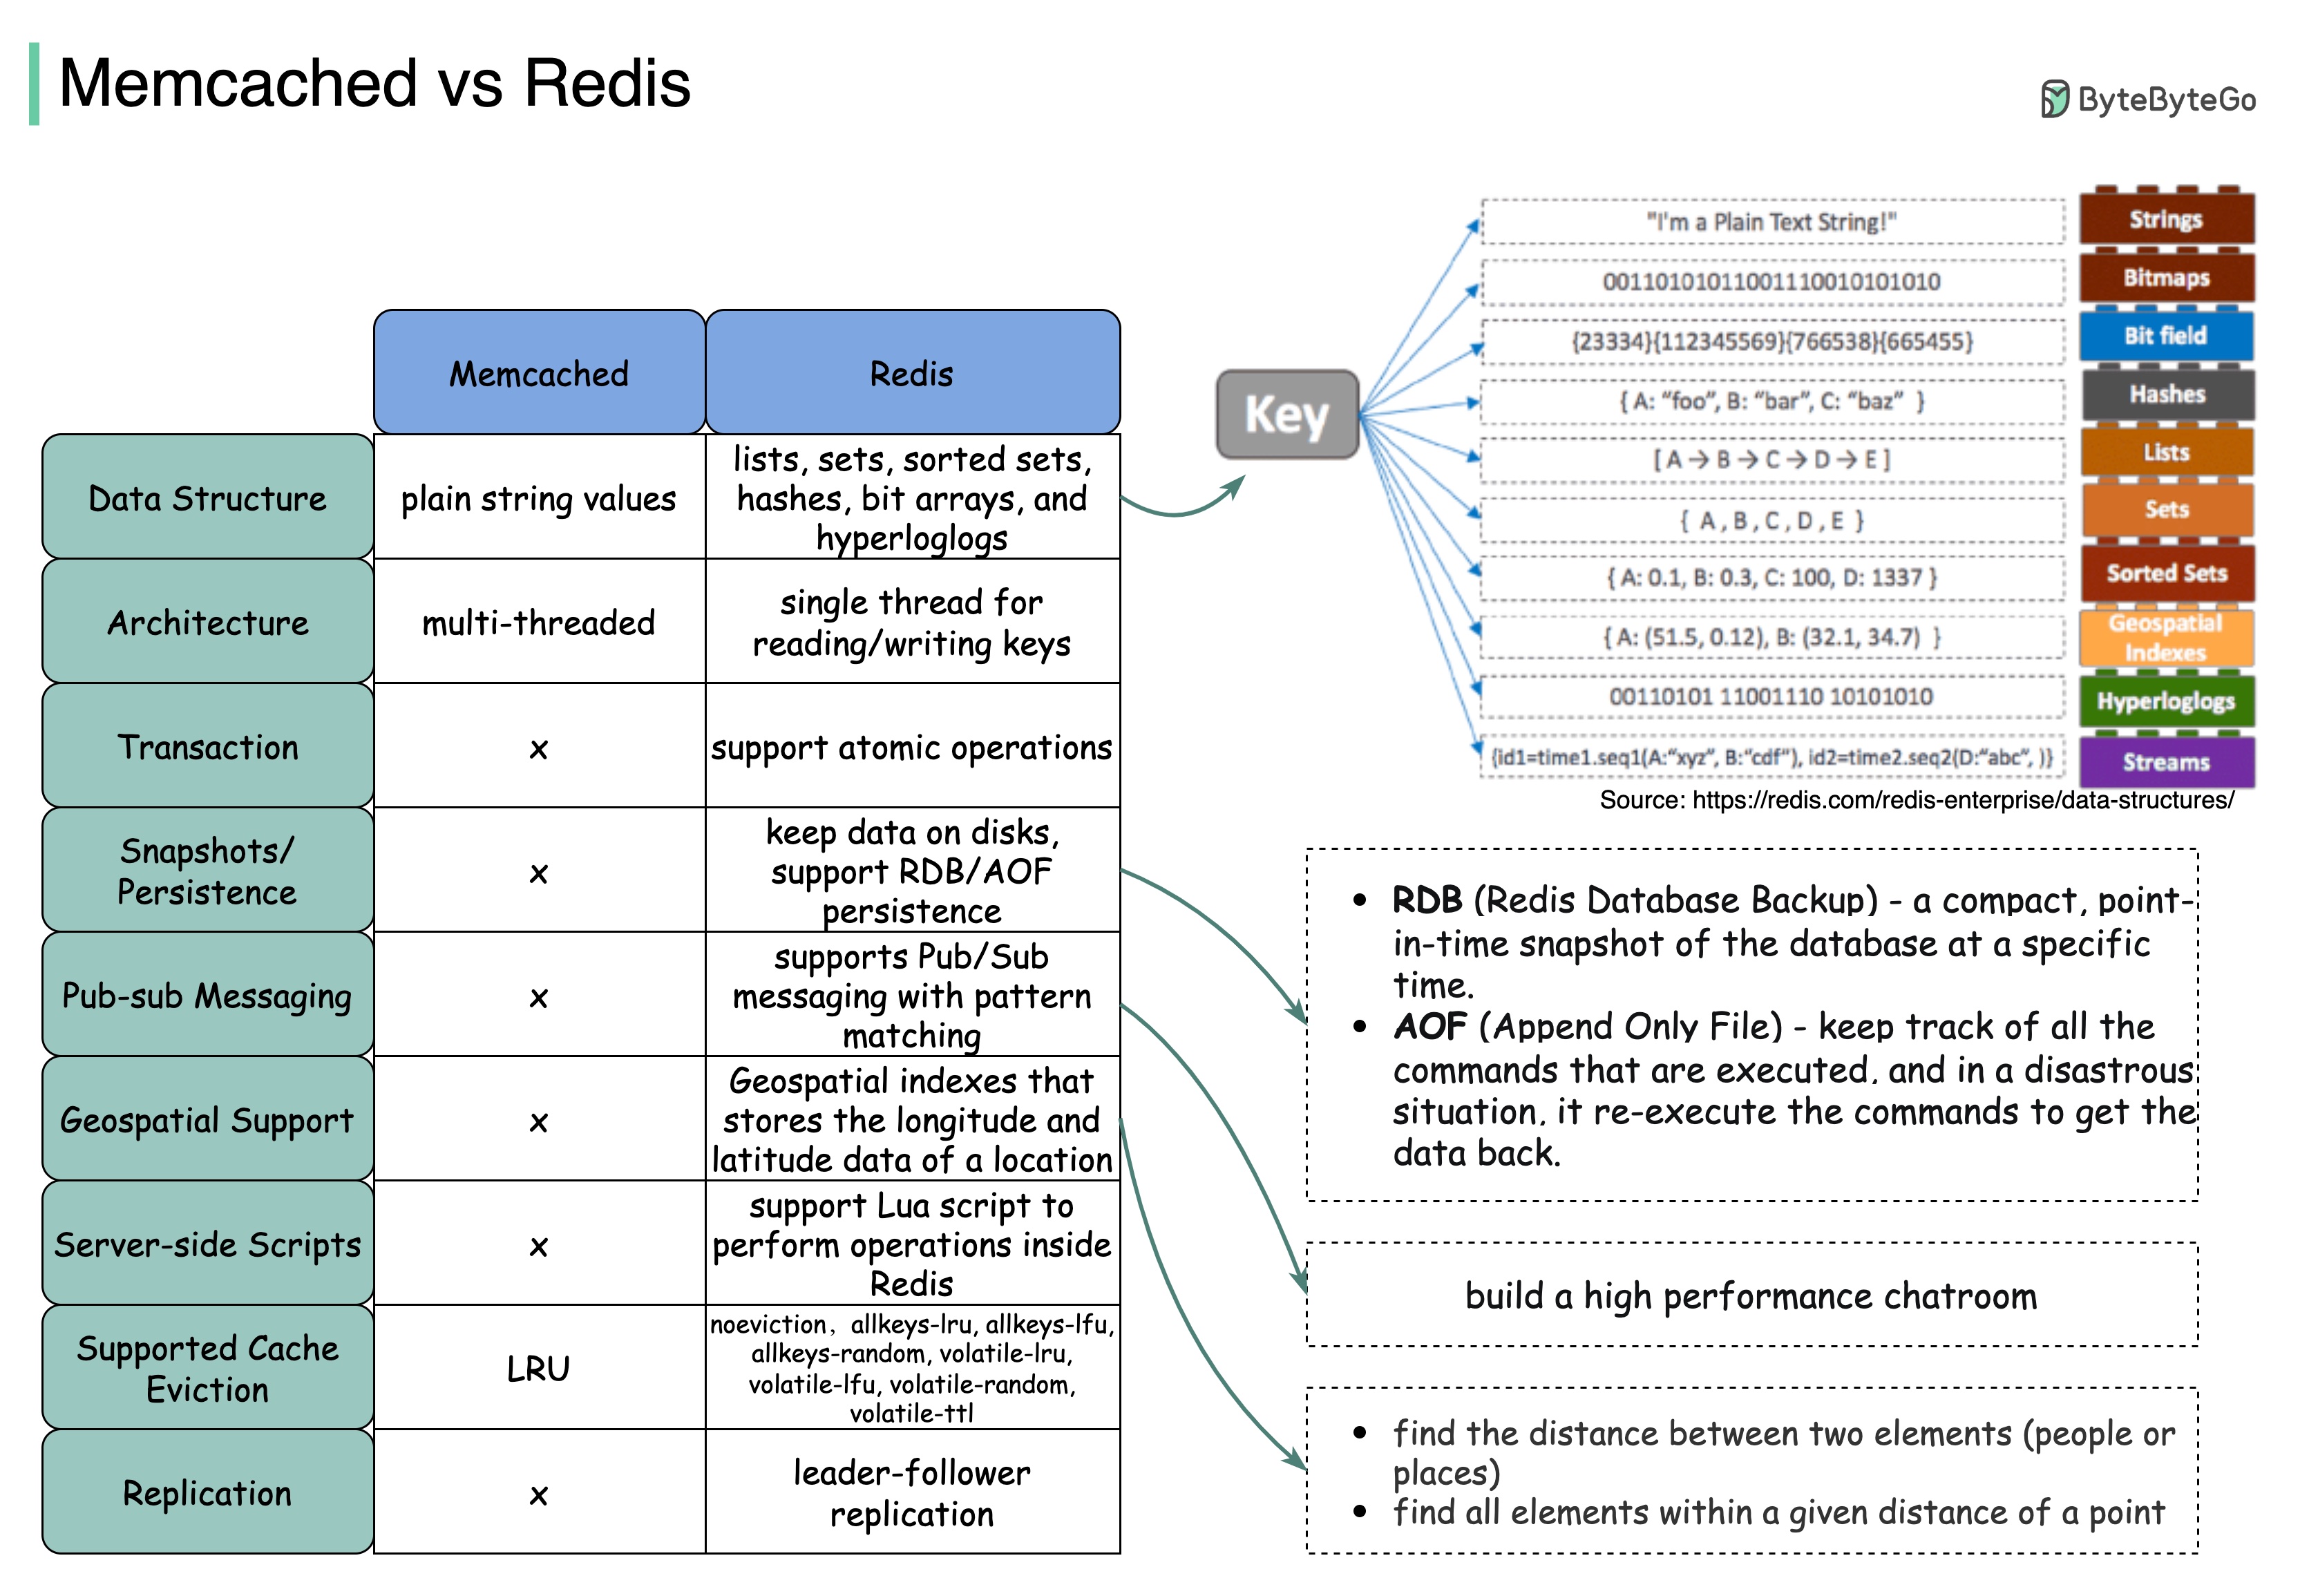 Memcached vs Redis
ByteByteGo
Memcached
Redis
Data Structure
plain string values
lists, sets, sorted sets,
hashes, bit arrays, and
hyperloglogs
Architecture
multi-threaded
single thread for
reading/writing keys
Transaction
x
support atomic operations
Snapshots/
Persistence
x
keep data on disks,
support RDB/AOF
persistence
Pub-sub Messaging
x
supports Pub/Sub
messaging with pattern
matching
Geospatial Support
x
Geospatial indexes that
stores the longitude and
latitude data of a location
Server-side Scripts
x
support Lua script to
perform operations inside
Redis
Supported Cache
Eviction
LRU
noeviction, allkeys-lru, allkeys-lfu,
allkeys-random, volatile-lru,
volatile-lfu, volatile-random,
volatile-ttl
Replication
x
leader-follower
replication
Key
"I'm a Plain Text String!"
Strings
00110101011001110010101010
Bitmaps
{23334}{112345569}{766538}{665455}
Bit field
{ A: “foo”, B: “bar”, C: “baz” }
Hashes
[ A → B → C → D → E ]
Lists
{ A , B , C , D , E }
Sets
{ A: 0.1, B: 0.3, C: 100, D: 1337 }
Sorted Sets
{ A: (51.5, 0.12), B: (32.1, 34.7) }
Geospatial
Indexes
00110101 11001110 10101010
Hyperloglogs
{id1=time1.seq1(A:“xyz”, B:“cdf”), id2=time2.seq2(D:“abc”, )}
Streams
Source: https://redis.com/redis-enterprise/data-structures/
• RDB (Redis Database Backup) - a compact, point-
in-time snapshot of the database at a specific
time.
• AOF (Append Only File) - keep track of all the
commands that are executed, and in a disastrous
situation, it re-execute the commands to get the
data back.
build a high performance chatroom
• find the distance between two elements (people or
places)
• find all elements within a given distance of a point